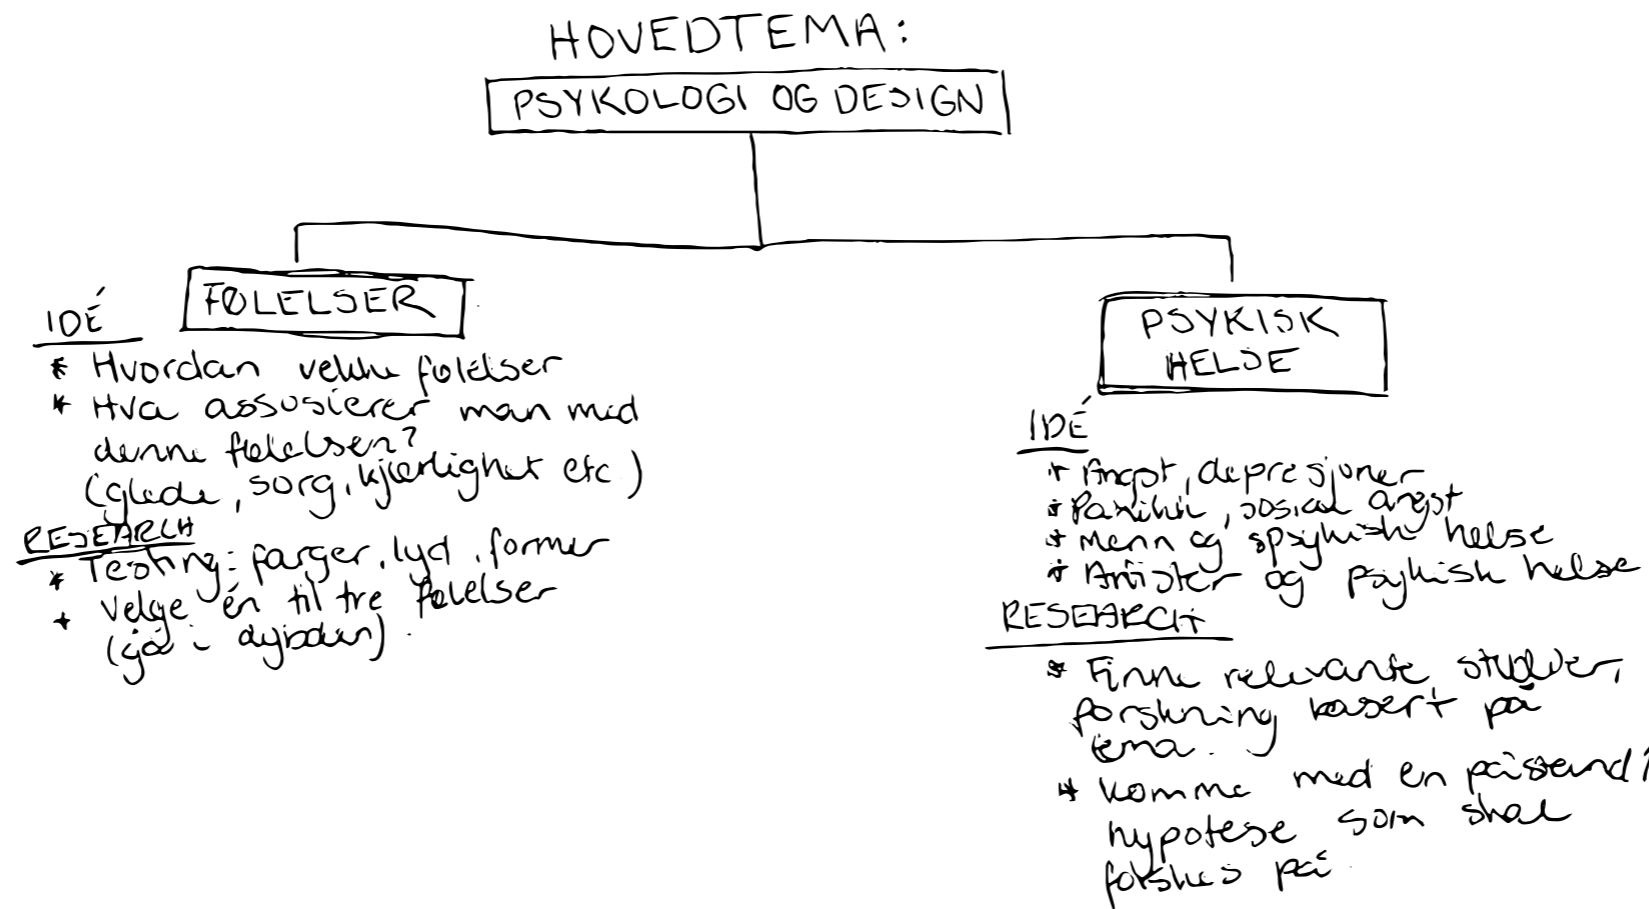 HOVEDTEMA:
PSYKOLOGI OG DESIGN
FØLELSER
IDÉ
* Hvordan vekke følelser
* Hva assosierer man med
denne følelsen?
(glede, sorg, kjærlighet etc)
RESEARCH
* Testing: farger, lyd, former
* Velge én til tre følelser
(gå i dybden).
PSYKISK
HELSE
IDÉ
* Angst, depresjoner
* Panikk, sosial angst
* Menn og spsykisk helse
* Artister og psykisk helse
RESEARCH
* Finne relevante studier,
forskning basert på
tema.
* Komme med en påstand/
hypotese som skal
forskes på.